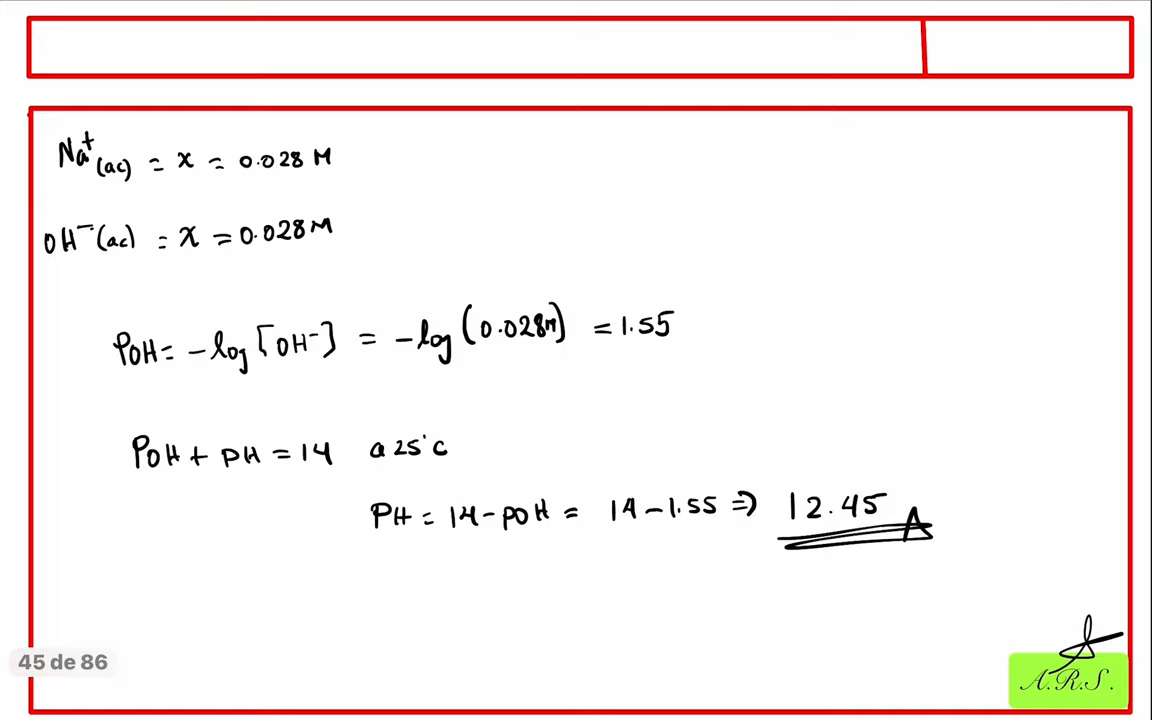 Na⁺(ac) = x = 0.028 M
OH⁻(ac) = x = 0.028 M
POH = -log [OH⁻] = -log (0.028M) = 1.55
POH + pH = 14 a 25°C
PH = 14 - pOH = 14 - 1.55 ⇒ 12.45 A
45 de 86
A.R.S.